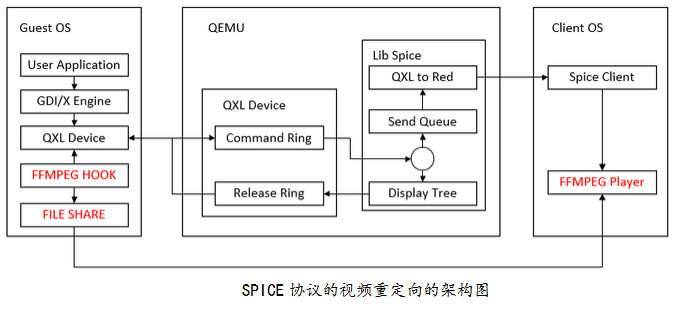 Guest OS
User Application
GDI/X Engine
QXL Device
FFMPEG HOOK
FILE SHARE
QEMU
QXL Device
Command Ring
Release Ring
Lib Spice
QXL to Red
Send Queue
Display Tree
Client OS
Spice Client
FFMPEG Player
SPICE 协议的视频重定向的架构图